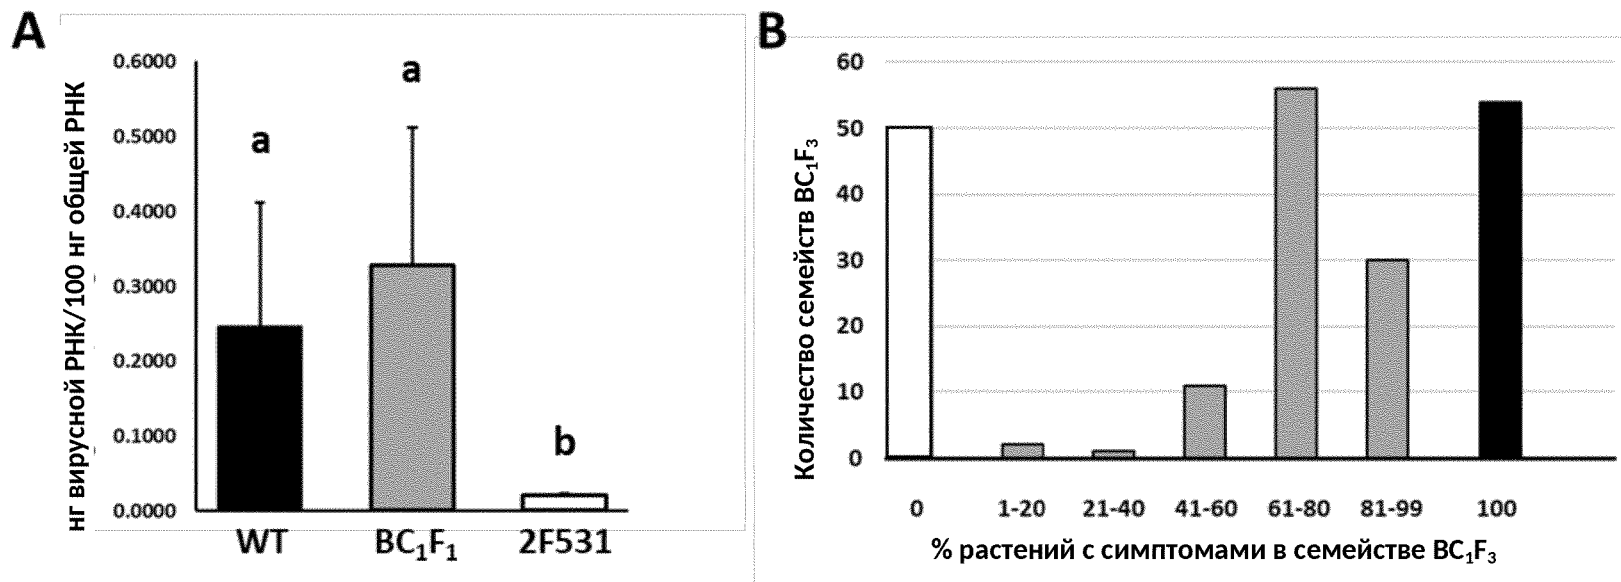 A
нг вирусной РНК/100 нг общей РНК
0.6000
0.5000
0.4000
0.3000
0.2000
0.1000
0.0000
a
a
b
WT
BC₁F₁
2F531
B
Количество семейств BC₁F₃
60
50
40
30
20
10
0
0
1-20
21-40
41-60
61-80
81-99
100
% растений с симптомами в семействе BC₁F₃